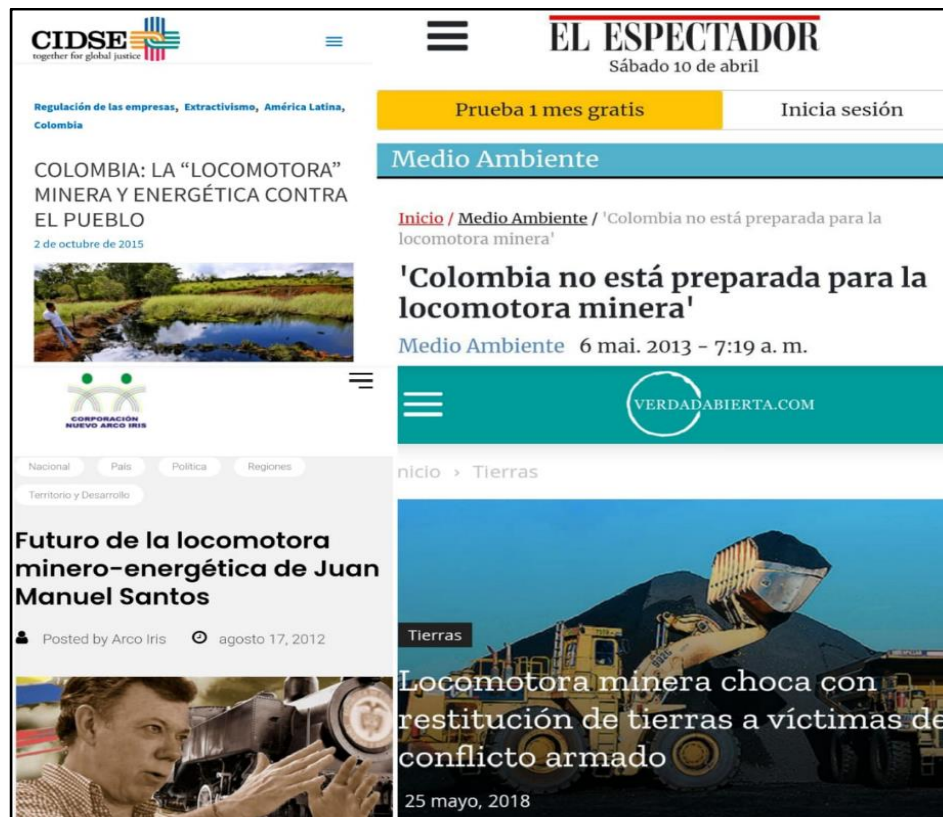 CIDSE
together for global justice
Regulación de las empresas, Extractivismo, América Latina,
Colombia
COLOMBIA: LA “LOCOMOTORA”
MINERA Y ENERGÉTICA CONTRA
EL PUEBLO
2 de octubre de 2015
EL ESPECTADOR
Sábado 10 de abril
Prueba 1 mes gratis
Inicia sesión
Medio Ambiente
Inicio / Medio Ambiente / 'Colombia no está preparada para la
locomotora minera'
'Colombia no está preparada para la
locomotora minera'
Medio Ambiente 6 mai. 2013 - 7:19 a. m.
CORPORACIÓN
NUEVO ARCO IRIS
Nacional País Política Regiones
Territorio y Desarrollo
Futuro de la locomotora
minero-energética de Juan
Manuel Santos
Posted by Arco Iris agosto 17, 2012
VERDADABIERTA.COM
nicio › Tierras
Tierras
Locomotora minera choca con
restitución de tierras a víctimas de
conflicto armado
25 mayo, 2018